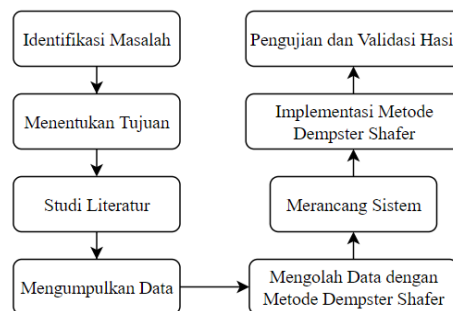 Identifikasi Masalah
Menentukan Tujuan
Studi Literatur
Mengumpulkan Data
Mengolah Data dengan
Metode Dempster Shafer
Merancang Sistem
Implementasi Metode
Dempster Shafer
Pengujian dan Validasi Hasi